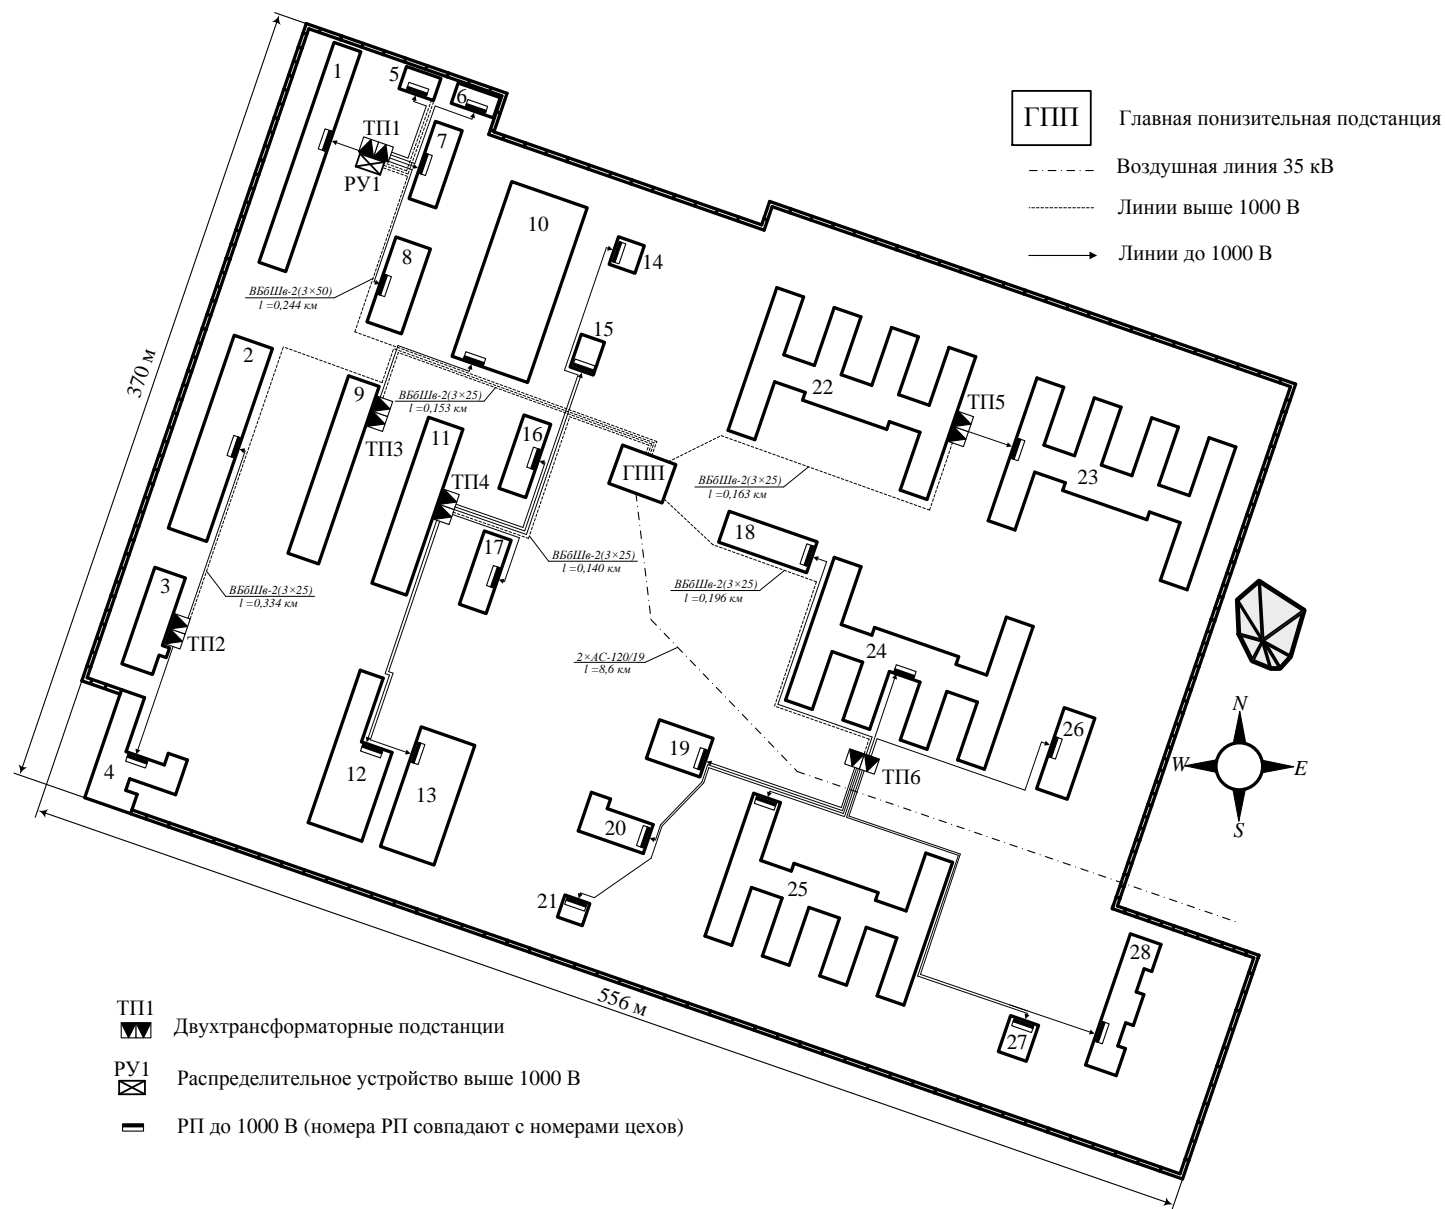 1
5
6
ТП1
7
РУ1
10
8
14
ВБбШв-2(3×50)
l =0,244 км
15
2
9
370 м
ВБбШв-2(3×25)
l =0,153 км
ТП3
11
16
ТП4
ГПП
17
ВБбШв-2(3×25)
l =0,140 км
3
ВБбШв-2(3×25)
l =0,334 км
ТП2
4
12
13
ГПП
Главная понизительная подстанция
Воздушная линия 35 кВ
Линии выше 1000 В
Линии до 1000 В
22
ТП5
23
ВБбШв-2(3×25)
l =0,163 км
18
ВБбШв-2(3×25)
l =0,196 км
2×АС-120/19
l =8,6 км
24
26
19
ТП6
20
21
25
28
27
N
W
E
S
556 м
ТП1
Двухтрансформаторные подстанции
РУ1
Распределительное устройство выше 1000 В
РП до 1000 В (номера РП совпадают с номерами цехов)